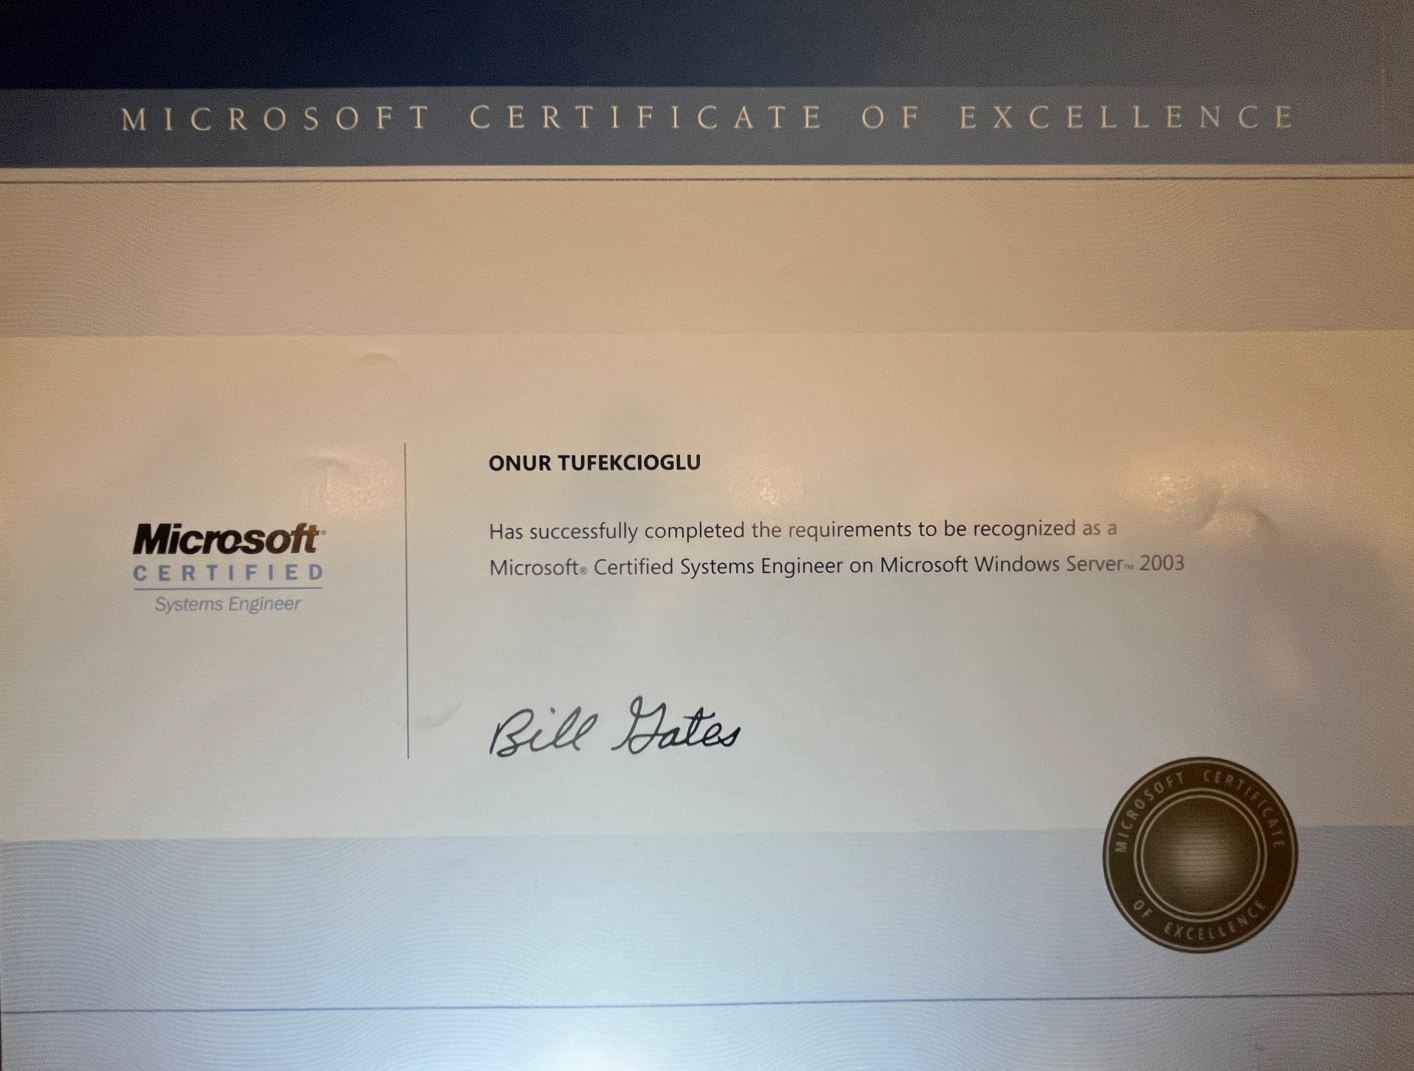 MICROSOFT CERTIFICATE OF EXCELLENCE
ONUR TUFEKCIOGLU
Has successfully completed the requirements to be recognized as a
Microsoft® Certified Systems Engineer on Microsoft Windows Server™ 2003
Microsoft®
CERTIFIED
Systems Engineer
Bill Gates
MICROSOFT CERTIFICATE
OF EXCELLENCE